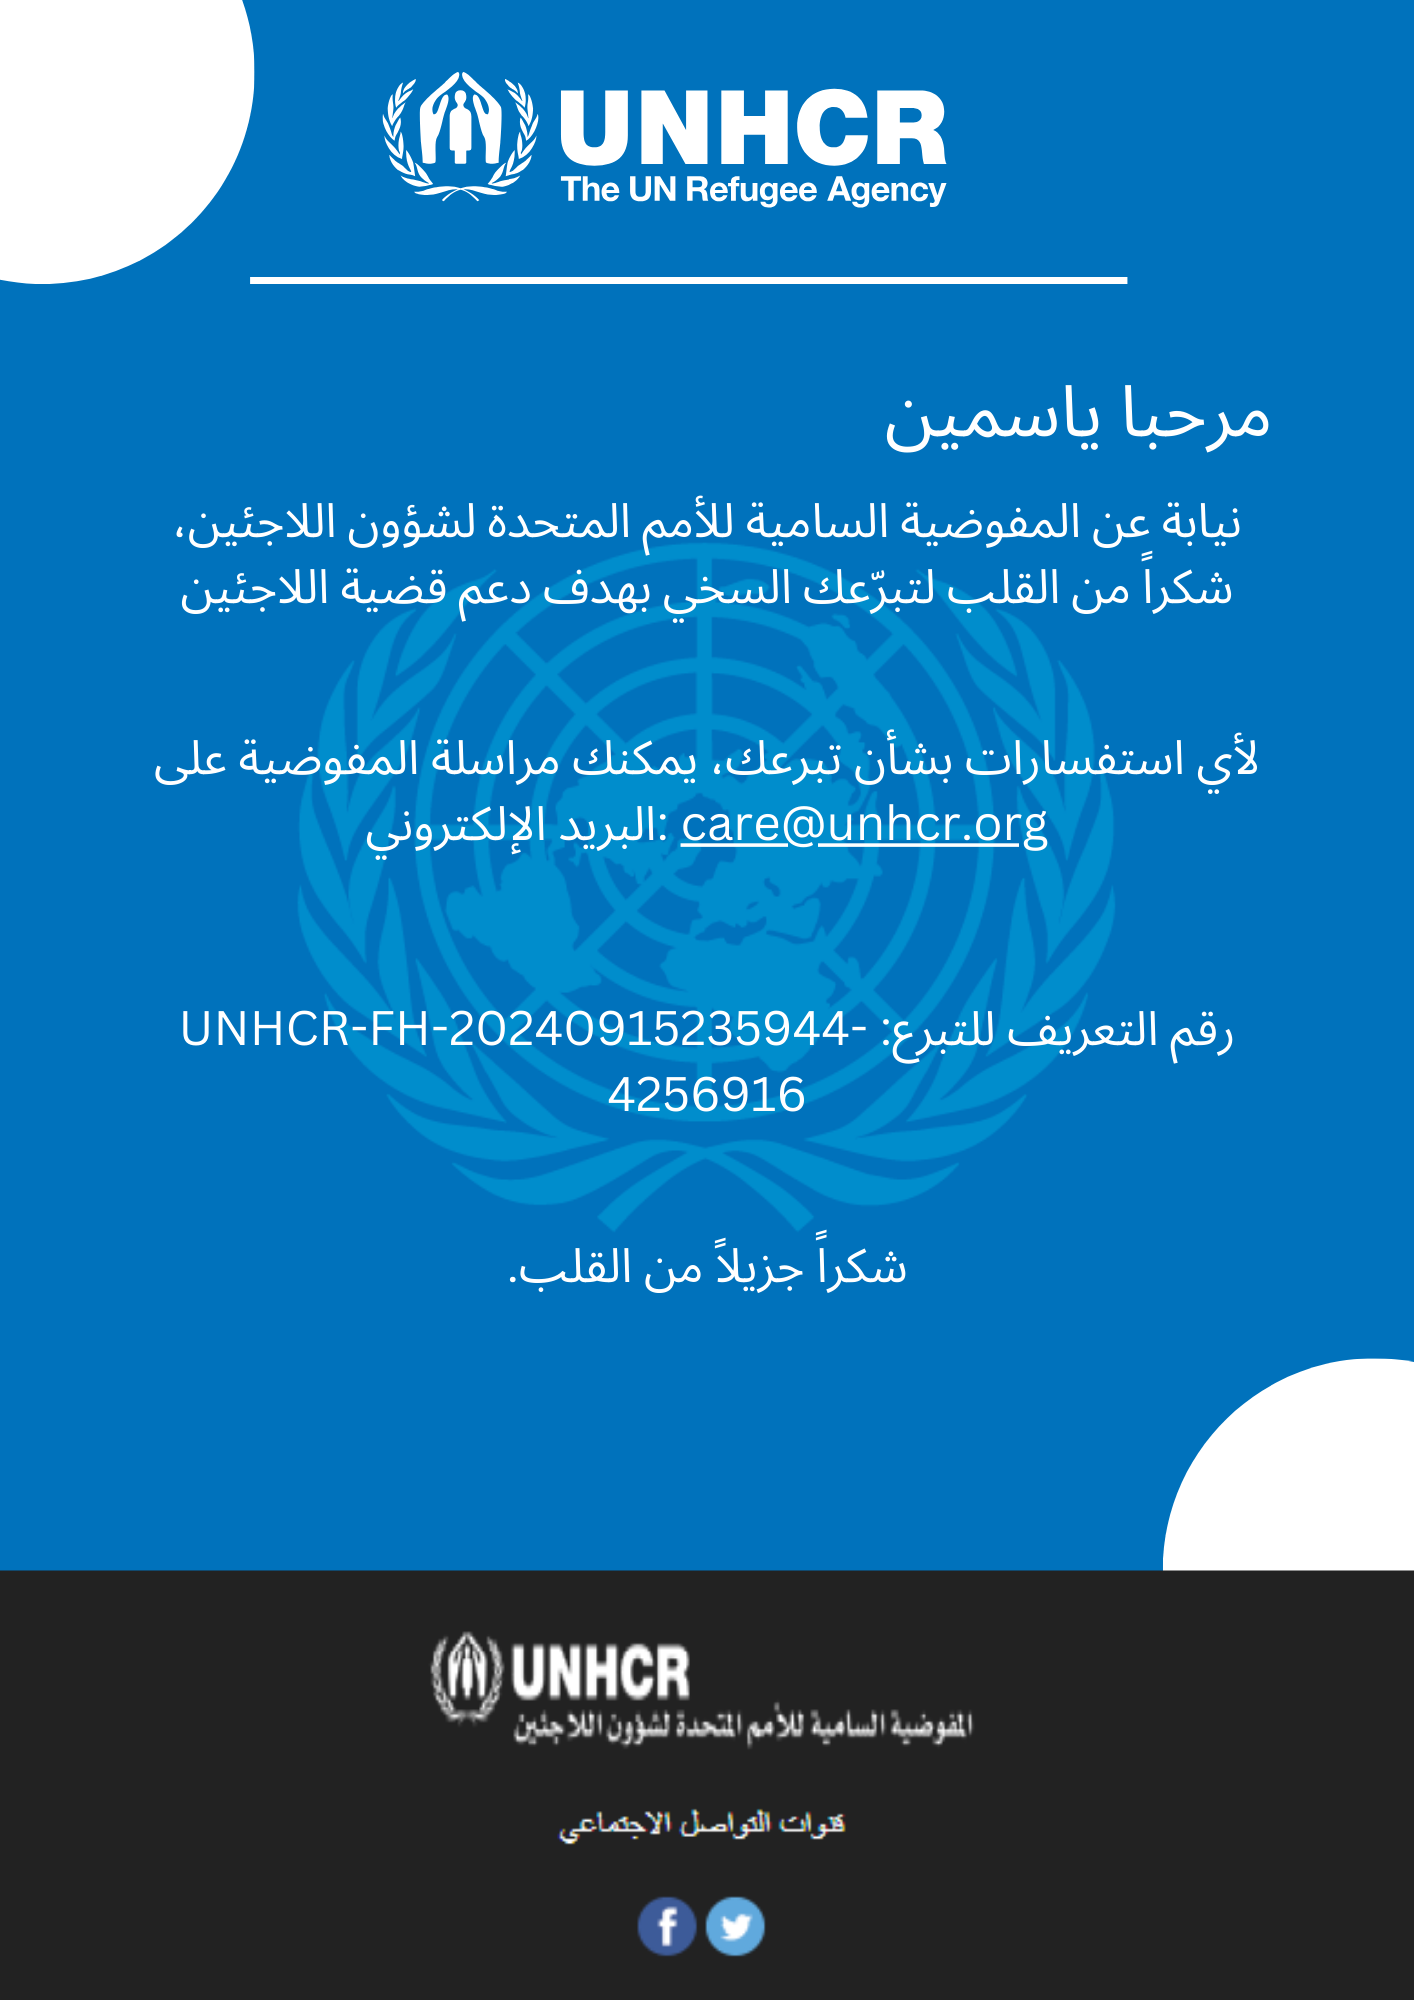 UNHCR
The UN Refugee Agency
مرحبا ياسمين
نيابة عن المفوضية السامية للأمم المتحدة لشؤون اللاجئين،
شكراً من القلب لتبرّعك السخي بهدف دعم قضية اللاجئين
لأي استفسارات بشأن تبرعك، يمكنك مراسلة المفوضية على
البريد الإلكتروني: care@unhcr.org
رقم التعريف للتبرع: UNHCR-FH-20240915235944-
4256916
شكراً جزيلاً من القلب.
UNHCR
المفوضية السامية للأمم المتحدة لشؤون اللاجئين
قنوات التواصل الاجتماعي